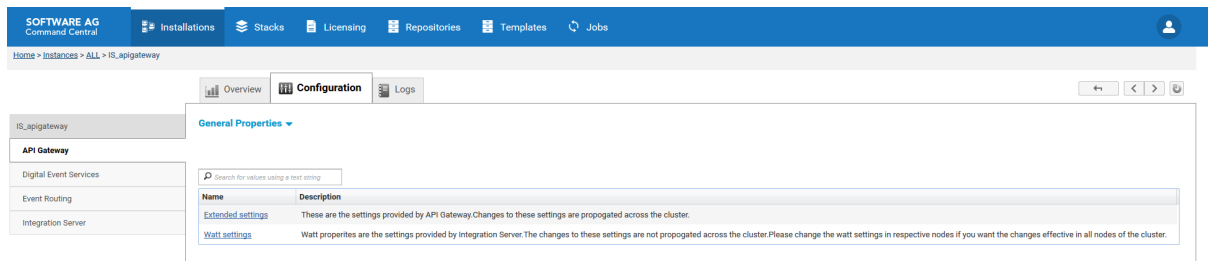 SOFTWARE AG
Command Central
Installations Stacks Licensing Repositories Templates Jobs
Home > Instances > ALL > IS_apigateway
Overview Configuration Logs
IS_apigateway
API Gateway
Digital Event Services
Event Routing
Integration Server
General Properties
Search for values using a text string
Name Description
Extended settings These are the settings provided by API Gateway.Changes to these settings are propogated across the cluster.
Watt settings Watt properites are the settings provided by Integration Server.The changes to these settings are not propogated across the cluster.Please change the watt settings in respective nodes if you want the changes effective in all nodes of the cluster.